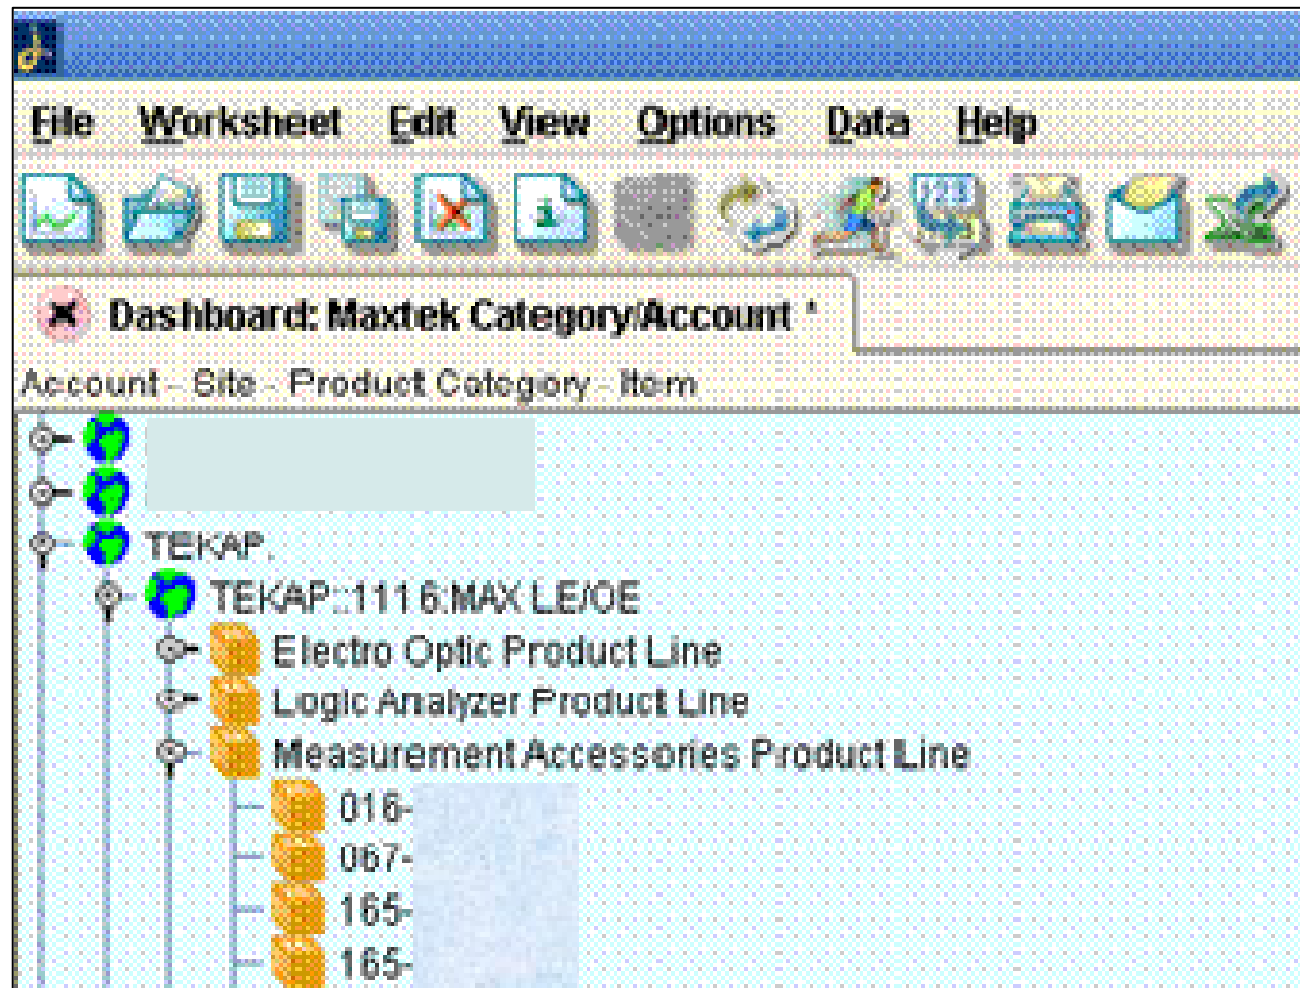 File Worksheet Edit View Options Data Help
Dashboard: Maxtek Category/Account *
Account - Site - Product Category - Item
TEKAP.
TEKAP::1116:MAX LE/OE
Electro Optic Product Line
Logic Analyzer Product Line
Measurement Accessories Product Line
016-
067-
165-
165-